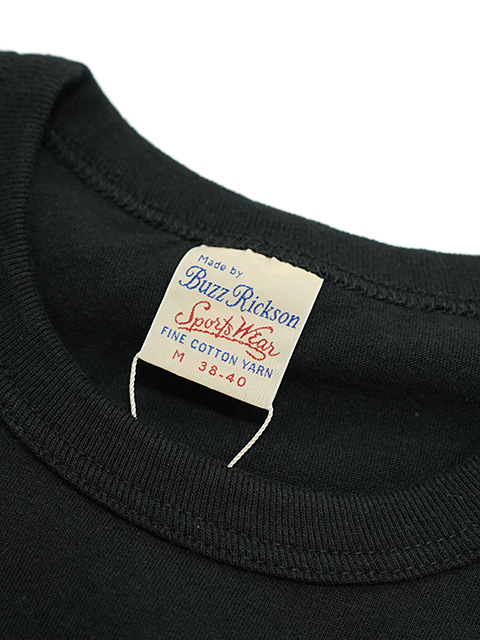 Made by
Buzz Rickson
Sports Wear
FINE COTTON YARN
M 38-40